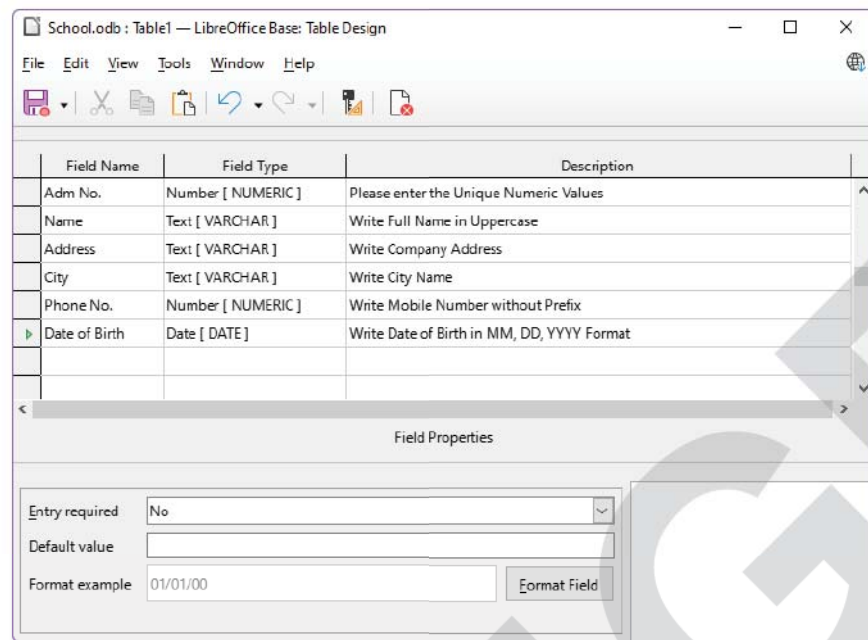 School.odb : Table1 — LibreOffice Base: Table Design
File Edit View Tools Window Help
Field Name Field Type Description
Adm No. Number [ NUMERIC ] Please enter the Unique Numeric Values
Name Text [ VARCHAR ] Write Full Name in Uppercase
Address Text [ VARCHAR ] Write Company Address
City Text [ VARCHAR ] Write City Name
Phone No. Number [ NUMERIC ] Write Mobile Number without Prefix
Date of Birth Date [ DATE ] Write Date of Birth in MM, DD, YYYY Format
Field Properties
Entry required No
Default value
Format example 01/01/00 Format Field